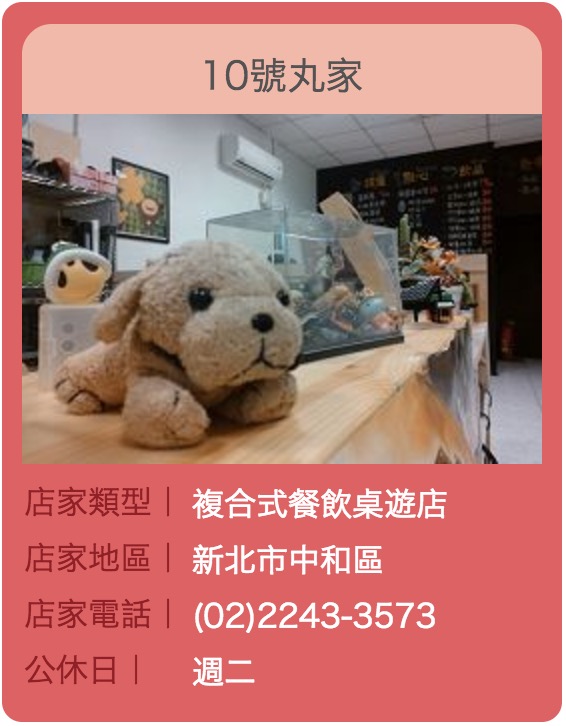 10號丸家
店家類型｜ 複合式餐飲桌遊店
店家地區｜ 新北市中和區
店家電話｜ (02)2243-3573
公休日｜ 週二